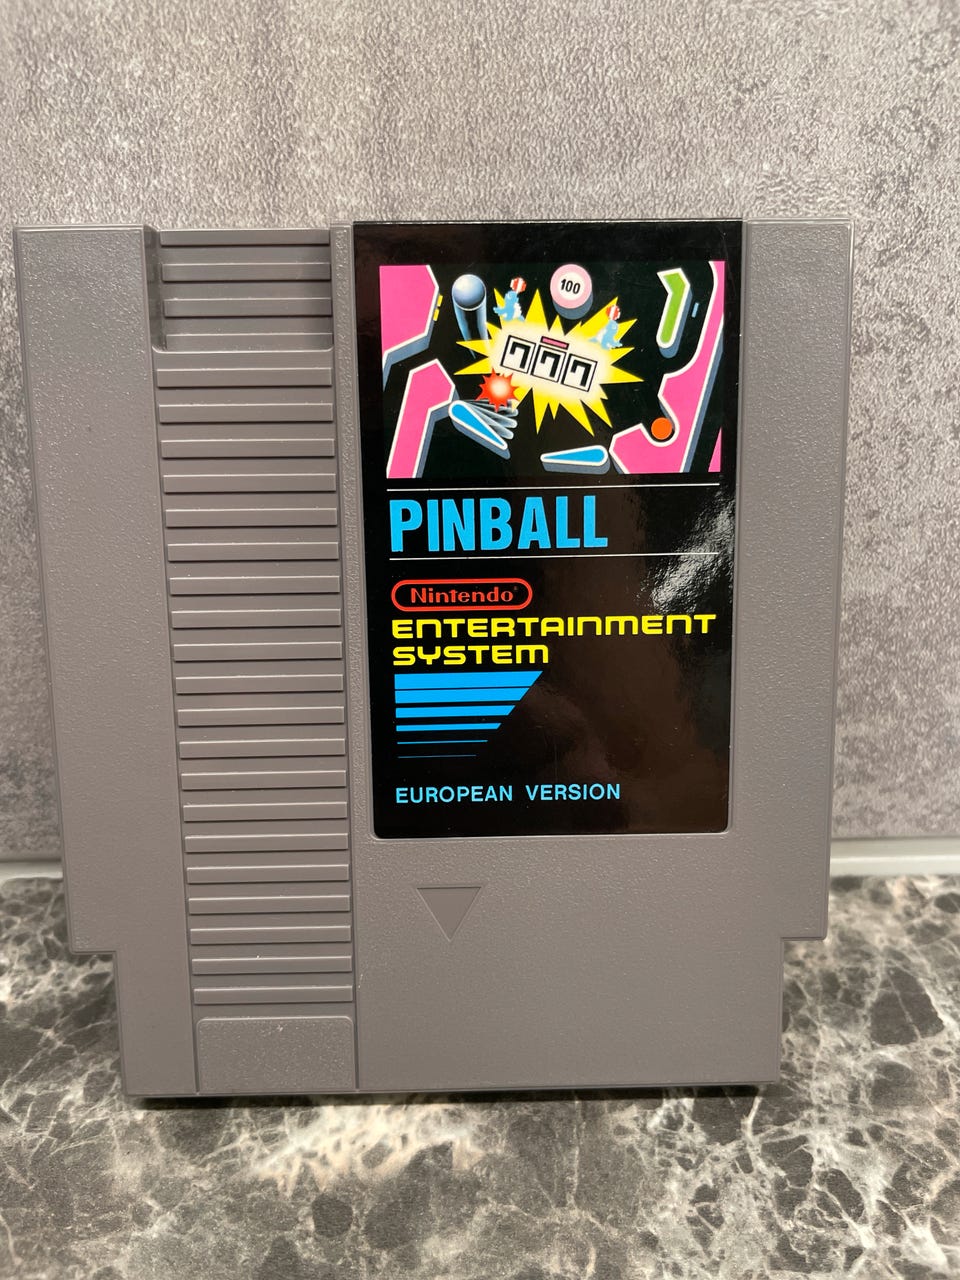 100
777
PINBALL
Nintendo®
ENTERTAINMENT
SYSTEM
EUROPEAN VERSION